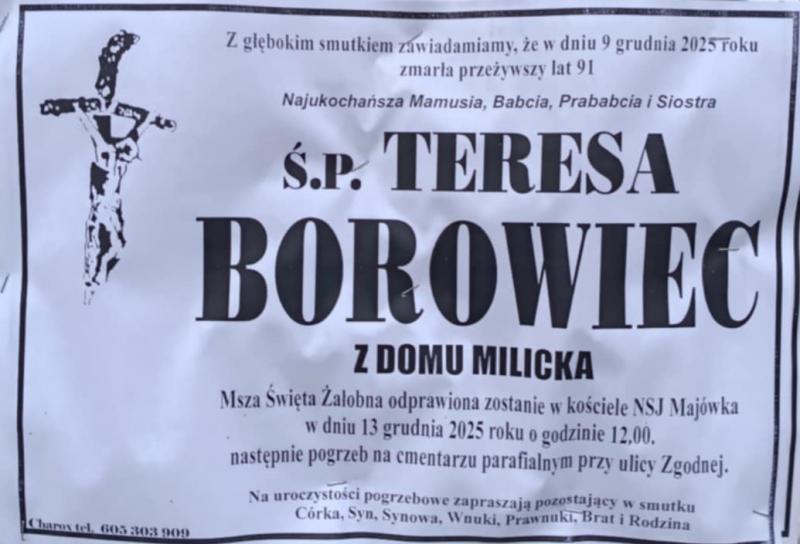 Z głębokim smutkiem zawiadamiamy, że w dniu 9 grudnia 2025 roku
zmarła przeżywszy lat 91
Najukochańsza Mamusia, Babcia, Prababcia i Siostra
Ś.P. TERESA
BOROWIEC
Z DOMU MILICKA
Msza Święta Żałobna odprawiona zostanie w kościele NSJ Majówka
w dniu 13 grudnia 2025 roku o godzinie 12,00.
następnie pogrzeb na cmentarzu parafialnym przy ulicy Zgodnej.
Na uroczystości pogrzebowe zapraszają pozostający w smutku
Córka, Syn, Synowa, Wnuki, Prawnuki, Brat i Rodzina
Charox tel. 605 303 909